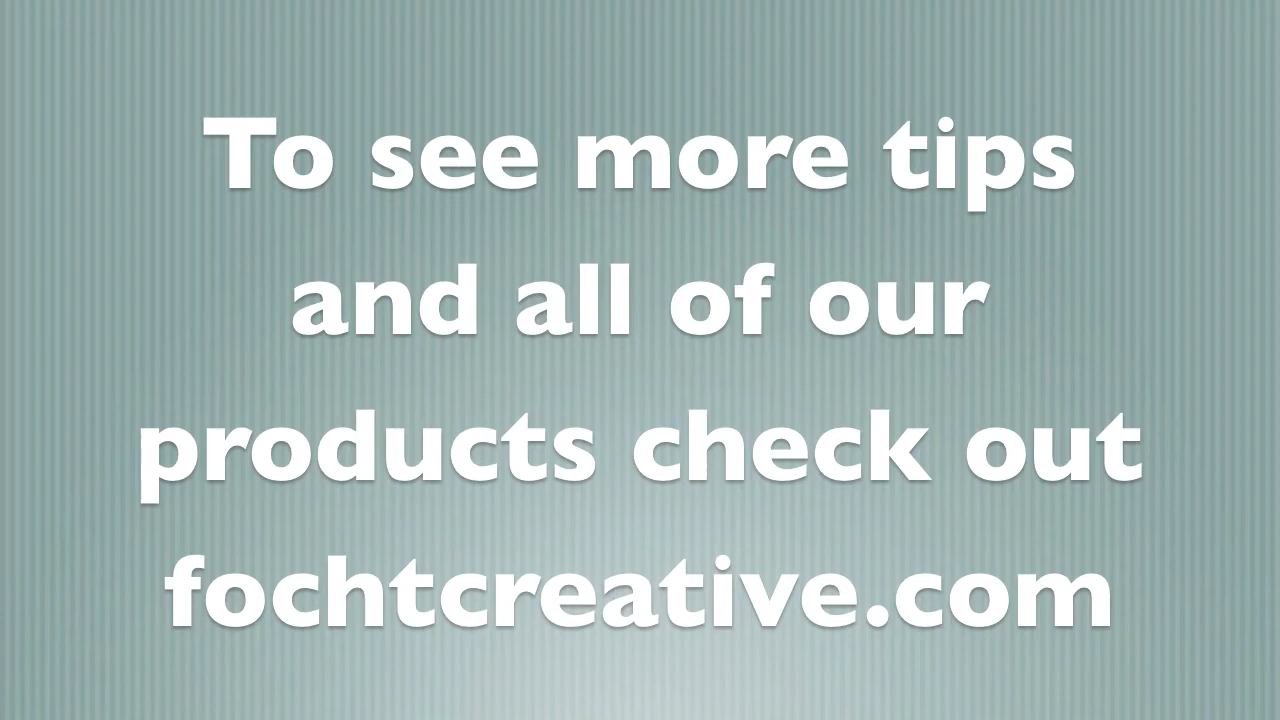 To see more tips
and all of our
products check out
fochtcreative.com